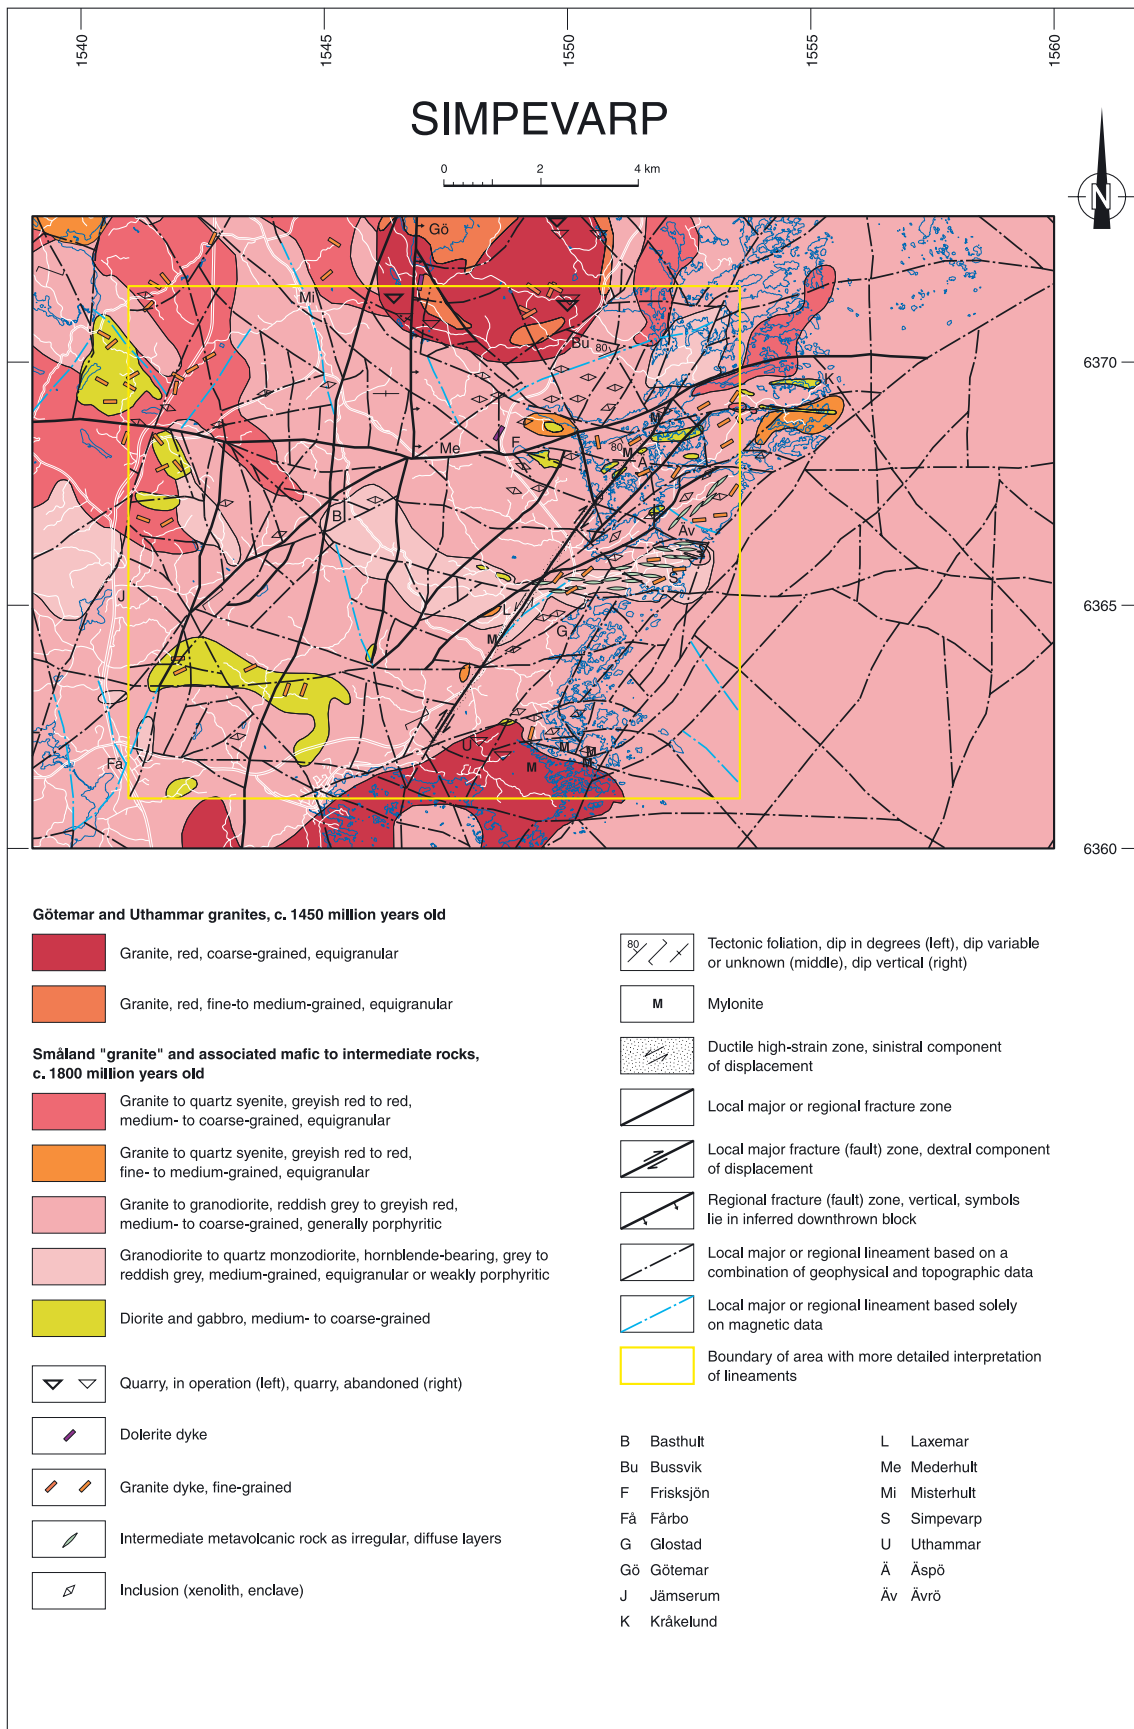 1540
1545
1550
1555
1560
SIMPEVARP
0 2 4 km
N
Gö
Mi
Bu 80
6370
K
M
F
Me
80 M
Ä
B
Äv
S
J
L
6365
G
M
U
M
M
M
M
Få
6360
Götemar and Uthammar granites, c. 1450 million years old
Granite, red, coarse-grained, equigranular
Granite, red, fine-to medium-grained, equigranular
Småland "granite" and associated mafic to intermediate rocks,
c. 1800 million years old
Granite to quartz syenite, greyish red to red,
medium- to coarse-grained, equigranular
Granite to quartz syenite, greyish red to red,
fine- to medium-grained, equigranular
Granite to granodiorite, reddish grey to greyish red,
medium- to coarse-grained, generally porphyritic
Granodiorite to quartz monzodiorite, hornblende-bearing, grey to
reddish grey, medium-grained, equigranular or weakly porphyritic
Diorite and gabbro, medium- to coarse-grained
Quarry, in operation (left), quarry, abandoned (right)
Dolerite dyke
Granite dyke, fine-grained
Intermediate metavolcanic rock as irregular, diffuse layers
Inclusion (xenolith, enclave)
80
Tectonic foliation, dip in degrees (left), dip variable
or unknown (middle), dip vertical (right)
M Mylonite
Ductile high-strain zone, sinistral component
of displacement
Local major or regional fracture zone
Local major fracture (fault) zone, dextral component
of displacement
Regional fracture (fault) zone, vertical, symbols
lie in inferred downthrown block
Local major or regional lineament based on a
combination of geophysical and topographic data
Local major or regional lineament based solely
on magnetic data
Boundary of area with more detailed interpretation
of lineaments
B Basthult
Bu Bussvik
F Frisksjön
Få Fårbo
G Glostad
Gö Götemar
J Jämserum
K Kråkelund
L Laxemar
Me Mederhult
Mi Misterhult
S Simpevarp
U Uthammar
Ä Äspö
Äv Ävrö